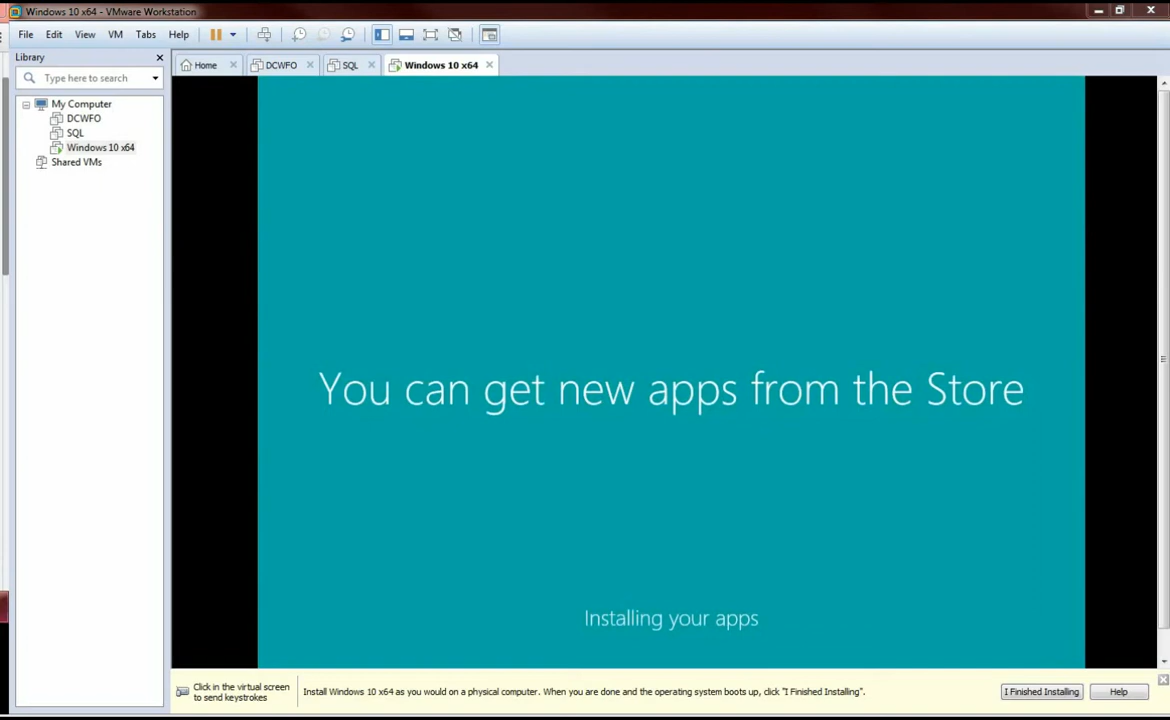 Windows 10 x64 - VMware Workstation
File Edit View VM Tabs Help
Library
Type here to search
Home DCWFO SQL Windows 10 x64
My Computer
DCWFO
SQL
Windows 10 x64
Shared VMs
You can get new apps from the Store
Installing your apps
Click in the virtual screen
to send keystrokes
Install Windows 10 x64 as you would on a physical computer. When you are done and the operating system boots up, click "I Finished Installing".
I Finished Installing
Help